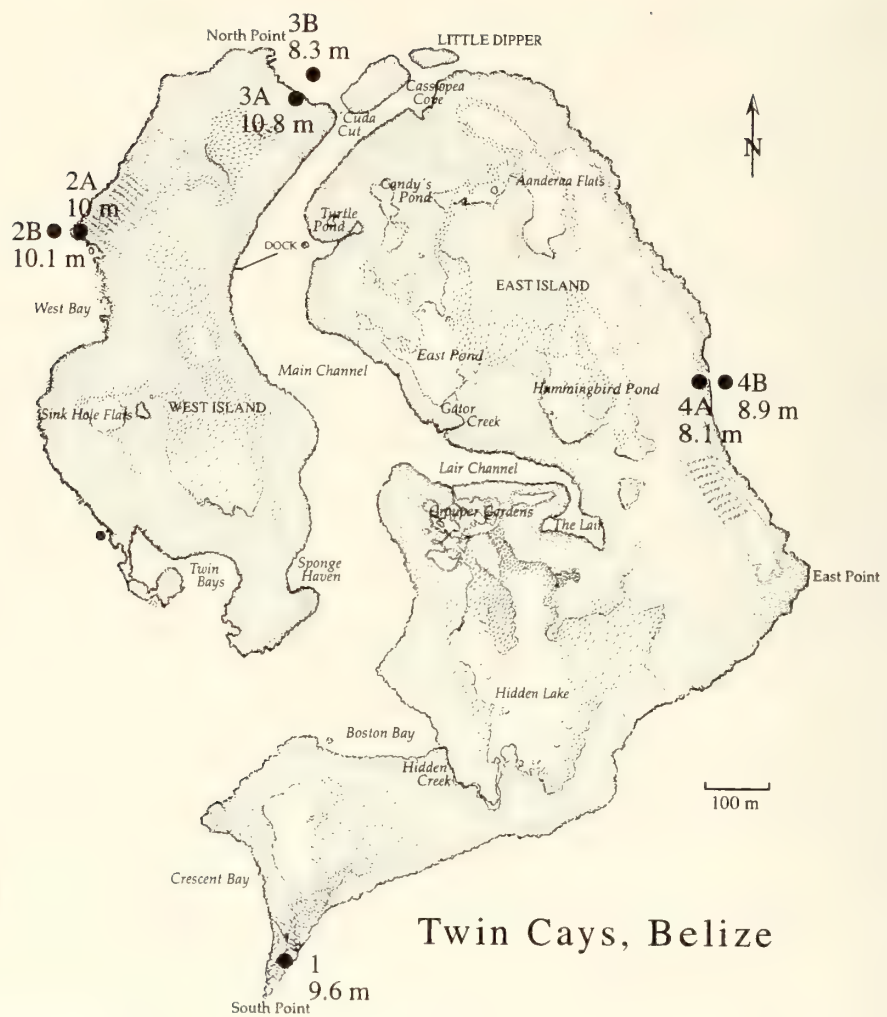 3B
North Point 8.3 m
LITTLE DIPPER
3A
10.8 m
Cassiopea
Cove
Cuda
Cut
N
2A
10 m
2B
10.1 m
Candy's
Pond
Aanderaa Flats
Turtle
Pond
DOCK
EAST ISLAND
West Bay
East Pond
Main Channel
Hummingbird Pond
4B
8.9 m
4A
8.1 m
Sink Hole Flats
WEST ISLAND
Gator
Creek
Lair Channel
Grouper Gardens
The Lair
Twin
Bays
Sponge
Haven
East Point
Hidden Lake
Boston Bay
Hidden
Creek
100 m
Crescent Bay
Twin Cays, Belize
1
9.6 m
South Point